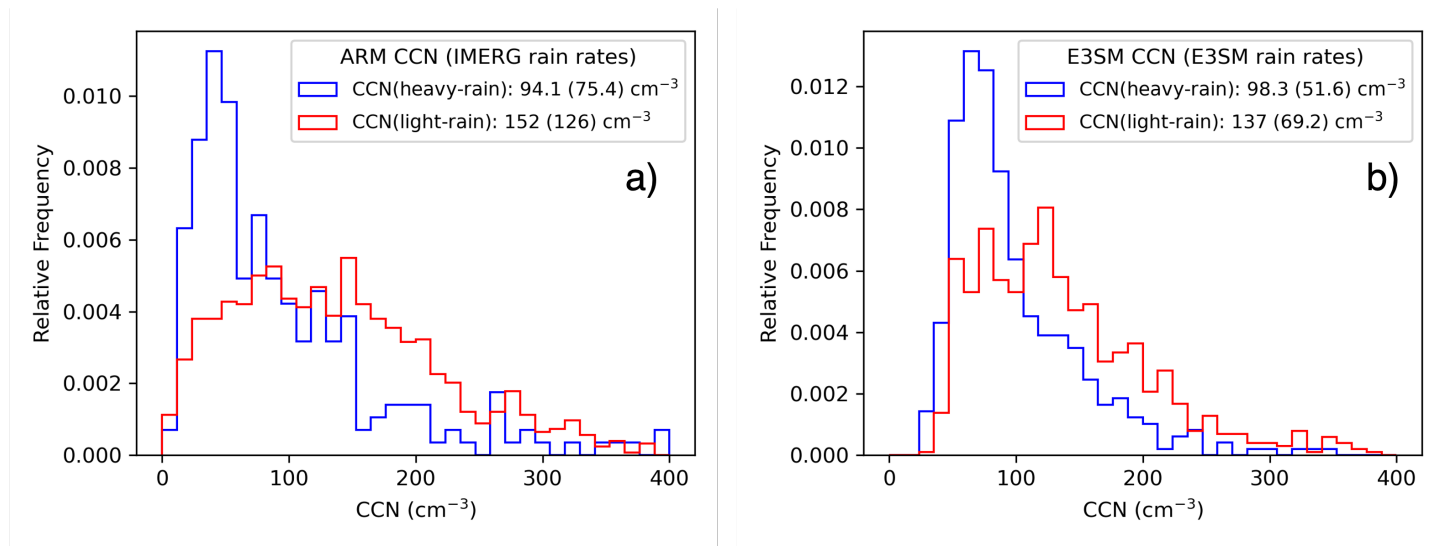 ARM CCN (IMERG rain rates)
CCN(heavy-rain): 94.1 (75.4) cm⁻³
CCN(light-rain): 152 (126) cm⁻³
a)
0.010
0.008
0.006
0.004
0.002
0.000
Relative Frequency
0 100 200 300 400
CCN (cm⁻³)
E3SM CCN (E3SM rain rates)
CCN(heavy-rain): 98.3 (51.6) cm⁻³
CCN(light-rain): 137 (69.2) cm⁻³
b)
0.012
0.010
0.008
0.006
0.004
0.002
0.000
Relative Frequency
0 100 200 300 400
CCN (cm⁻³)